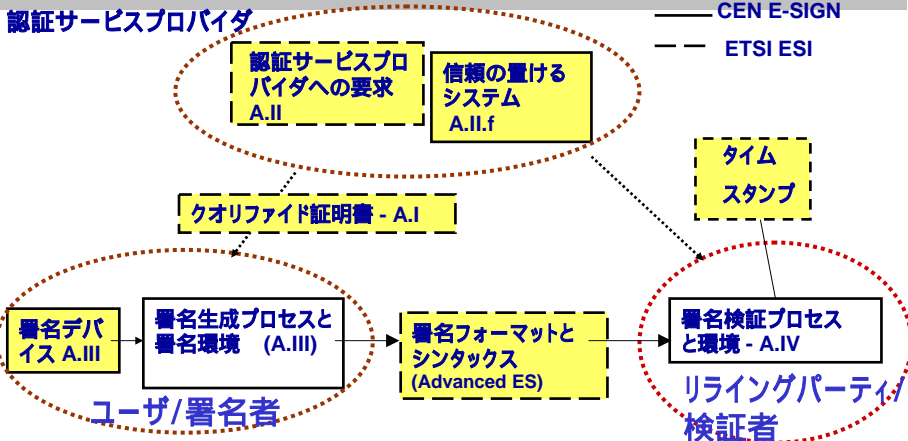 認証サービスプロバイダ
CEN E-SIGN
ETSI ESI
認証サービスプロ
バイダへの要求
A.II
信頼の置ける
システム
A.II.f
タイム
スタンプ
クオリファイド証明書 - A.I
署名デバ
イス A.III
署名生成プロセスと
署名環境 (A.III)
署名フォーマットと
シンタックス
(Advanced ES)
署名検証プロセス
と環境 - A.IV
ユーザ/署名者
リライングパーティ/
検証者